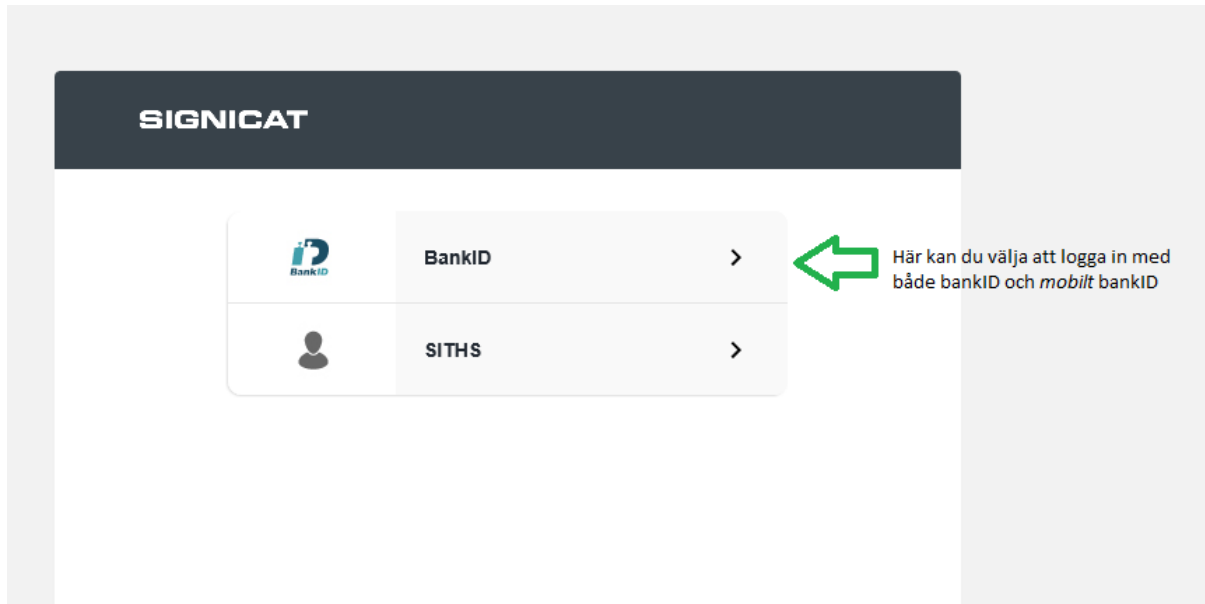 SIGNICAT
BankID
BankID
Här kan du välja att logga in med
både bankID och mobilt bankID
SITHS